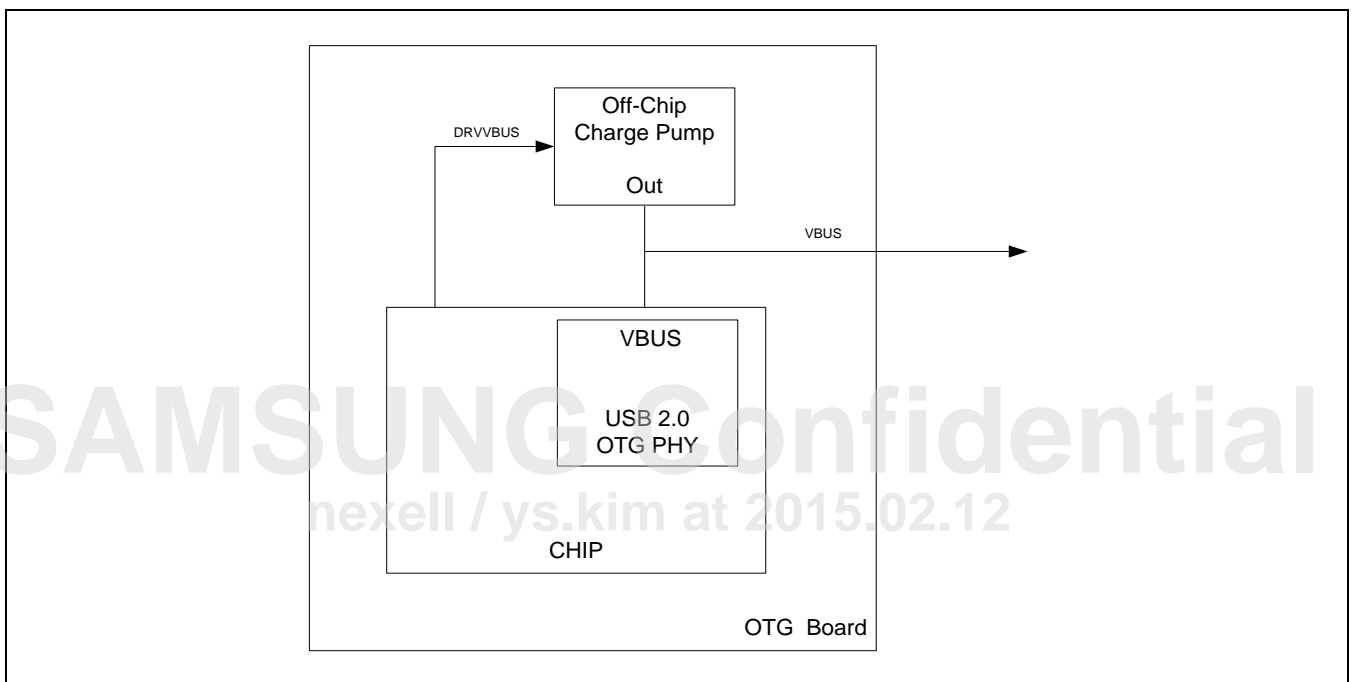 Off-Chip
Charge Pump
DRVVBUS
Out
VBUS
VBUS
USB 2.0
OTG PHY
SAMSUNG Confidential
nexell / ys.kim at 2015.02.12
CHIP
OTG Board